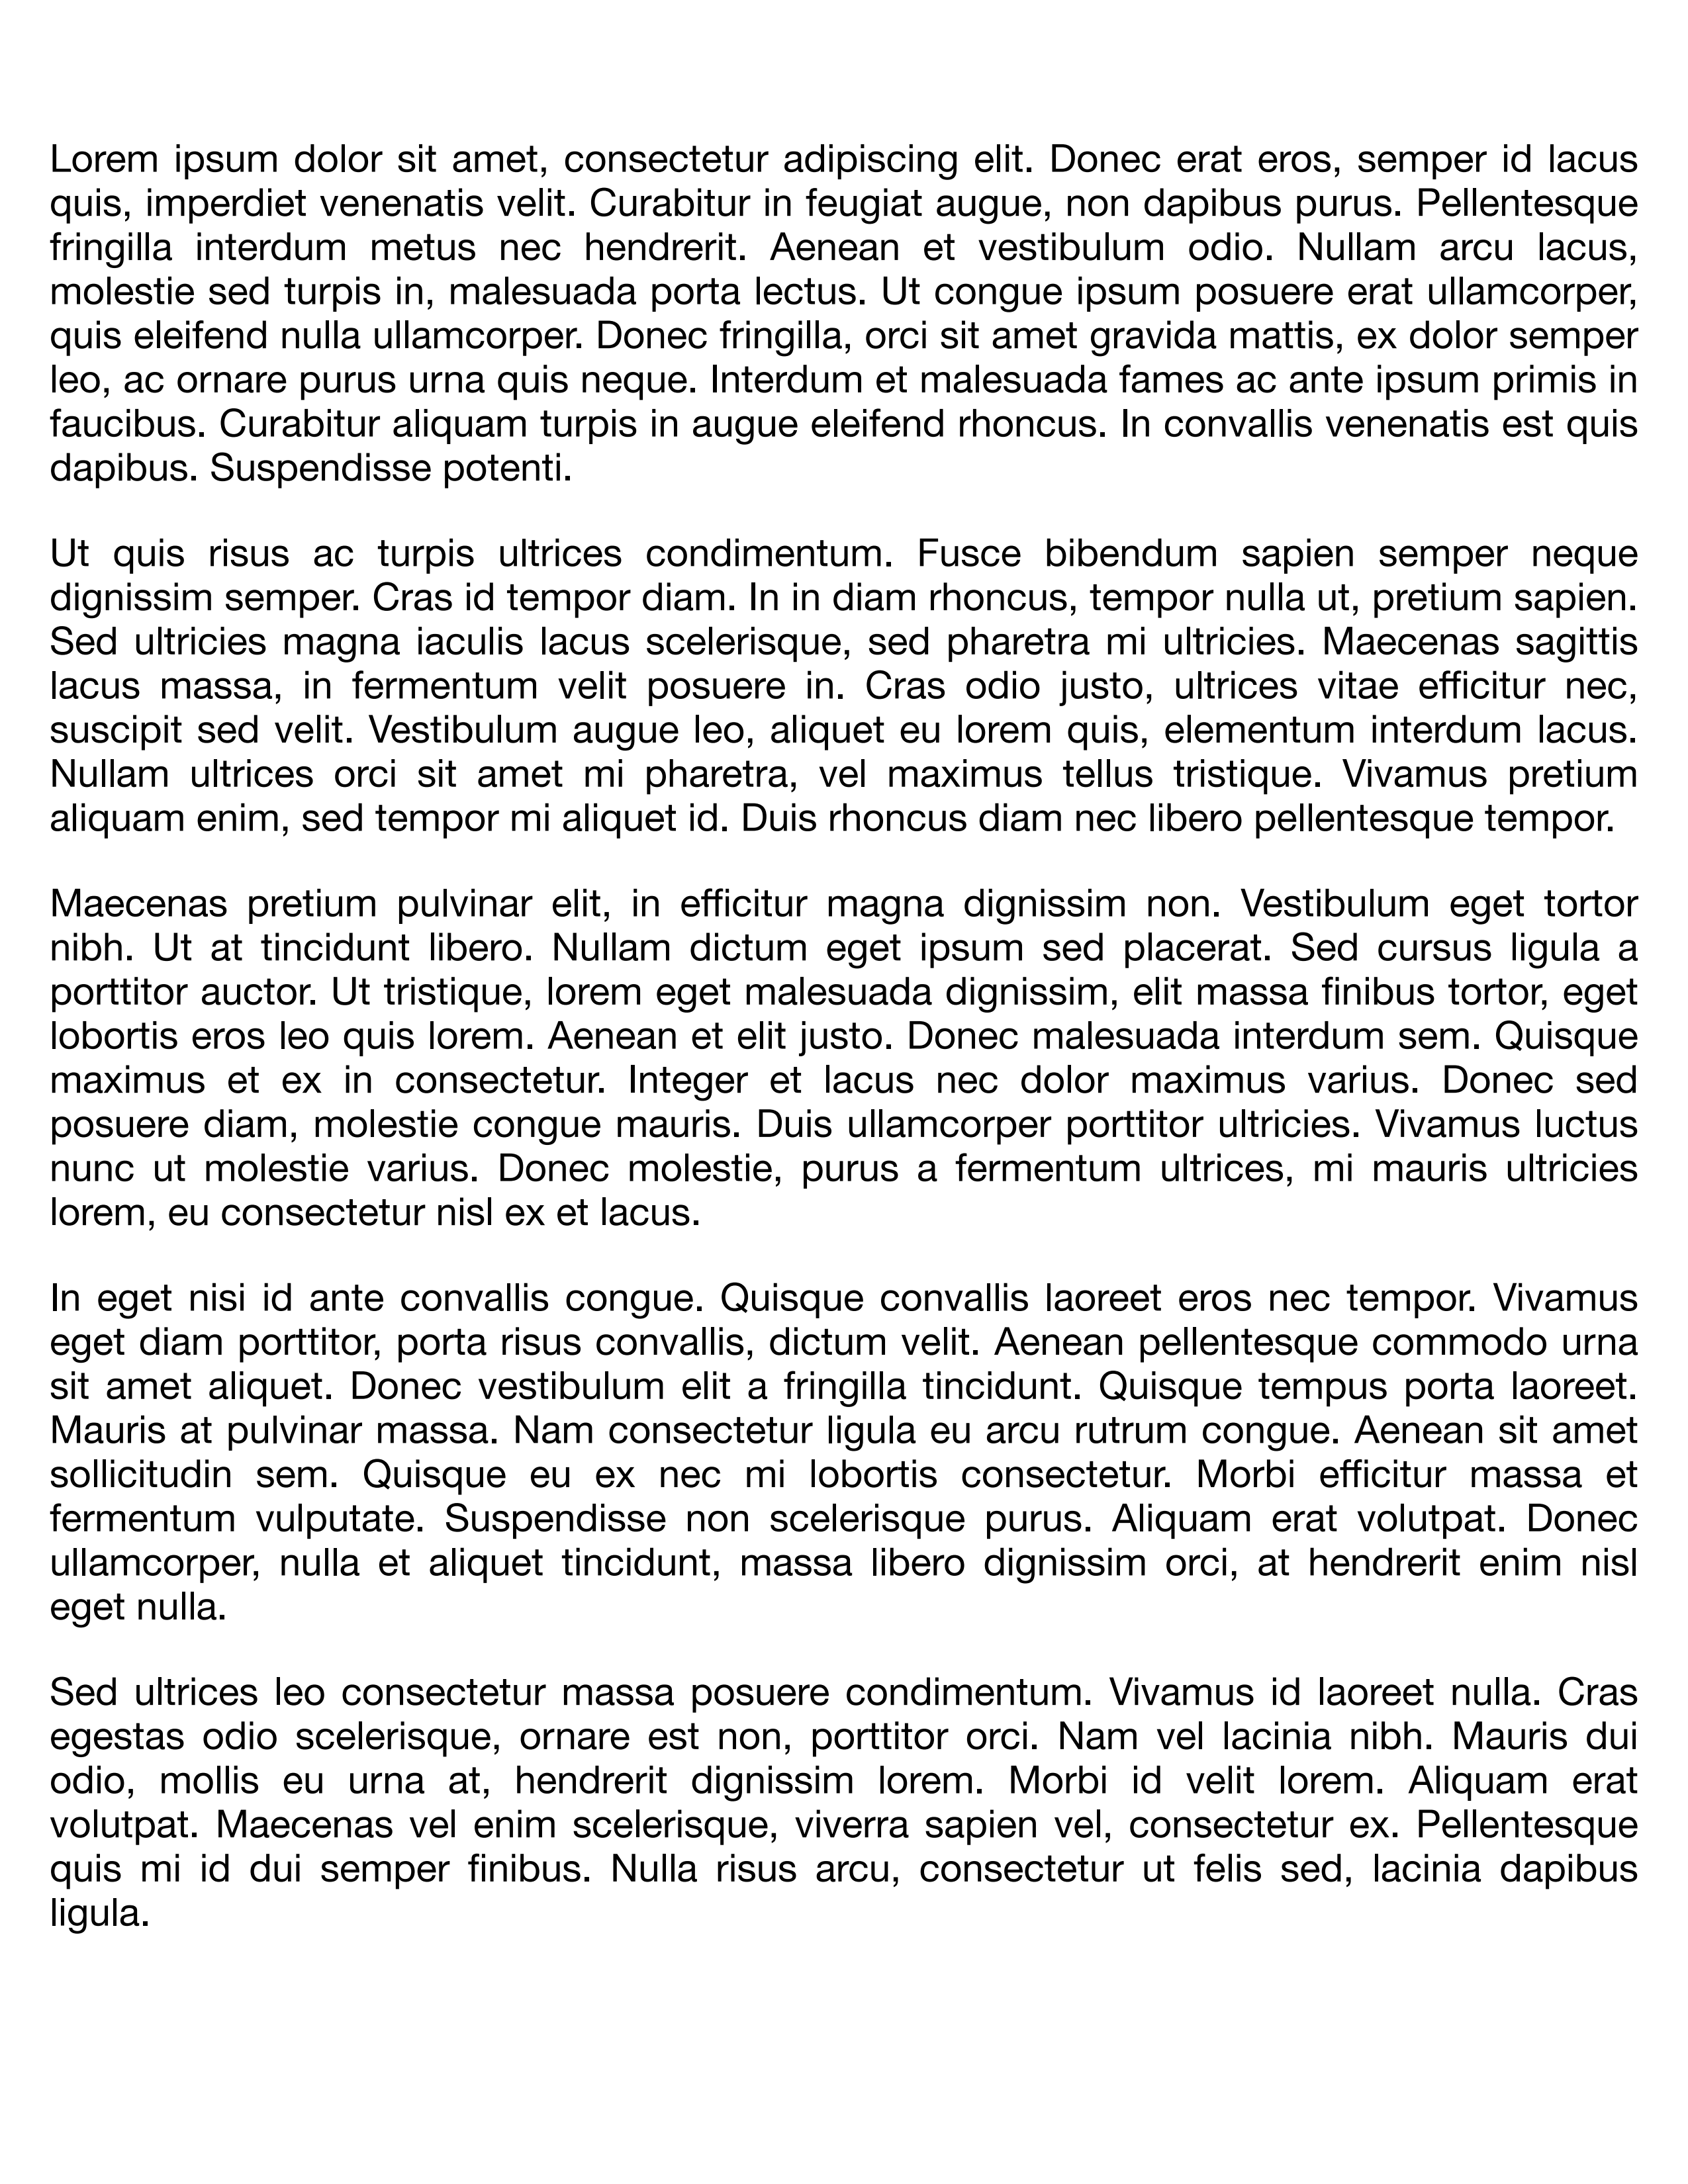 Lorem ipsum dolor sit amet, consectetur adipiscing elit. Donec erat eros, semper id lacus
quis, imperdiet venenatis velit. Curabitur in feugiat augue, non dapibus purus. Pellentesque
fringilla interdum metus nec hendrerit. Aenean et vestibulum odio. Nullam arcu lacus,
molestie sed turpis in, malesuada porta lectus. Ut congue ipsum posuere erat ullamcorper,
quis eleifend nulla ullamcorper. Donec fringilla, orci sit amet gravida mattis, ex dolor semper
leo, ac ornare purus urna quis neque. Interdum et malesuada fames ac ante ipsum primis in
faucibus. Curabitur aliquam turpis in augue eleifend rhoncus. In convallis venenatis est quis
dapibus. Suspendisse potenti.

Ut quis risus ac turpis ultrices condimentum. Fusce bibendum sapien semper neque
dignissim semper. Cras id tempor diam. In in diam rhoncus, tempor nulla ut, pretium sapien.
Sed ultricies magna iaculis lacus scelerisque, sed pharetra mi ultricies. Maecenas sagittis
lacus massa, in fermentum velit posuere in. Cras odio justo, ultrices vitae efficitur nec,
suscipit sed velit. Vestibulum augue leo, aliquet eu lorem quis, elementum interdum lacus.
Nullam ultrices orci sit amet mi pharetra, vel maximus tellus tristique. Vivamus pretium
aliquam enim, sed tempor mi aliquet id. Duis rhoncus diam nec libero pellentesque tempor.

Maecenas pretium pulvinar elit, in efficitur magna dignissim non. Vestibulum eget tortor
nibh. Ut at tincidunt libero. Nullam dictum eget ipsum sed placerat. Sed cursus ligula a
porttitor auctor. Ut tristique, lorem eget malesuada dignissim, elit massa finibus tortor, eget
lobortis eros leo quis lorem. Aenean et elit justo. Donec malesuada interdum sem. Quisque
maximus et ex in consectetur. Integer et lacus nec dolor maximus varius. Donec sed
posuere diam, molestie congue mauris. Duis ullamcorper porttitor ultricies. Vivamus luctus
nunc ut molestie varius. Donec molestie, purus a fermentum ultrices, mi mauris ultricies
lorem, eu consectetur nisl ex et lacus.

In eget nisi id ante convallis congue. Quisque convallis laoreet eros nec tempor. Vivamus
eget diam porttitor, porta risus convallis, dictum velit. Aenean pellentesque commodo urna
sit amet aliquet. Donec vestibulum elit a fringilla tincidunt. Quisque tempus porta laoreet.
Mauris at pulvinar massa. Nam consectetur ligula eu arcu rutrum congue. Aenean sit amet
sollicitudin sem. Quisque eu ex nec mi lobortis consectetur. Morbi efficitur massa et
fermentum vulputate. Suspendisse non scelerisque purus. Aliquam erat volutpat. Donec
ullamcorper, nulla et aliquet tincidunt, massa libero dignissim orci, at hendrerit enim nisl
eget nulla.

Sed ultrices leo consectetur massa posuere condimentum. Vivamus id laoreet nulla. Cras
egestas odio scelerisque, ornare est non, porttitor orci. Nam vel lacinia nibh. Mauris dui
odio, mollis eu urna at, hendrerit dignissim lorem. Morbi id velit lorem. Aliquam erat
volutpat. Maecenas vel enim scelerisque, viverra sapien vel, consectetur ex. Pellentesque
quis mi id dui semper finibus. Nulla risus arcu, consectetur ut felis sed, lacinia dapibus
ligula.